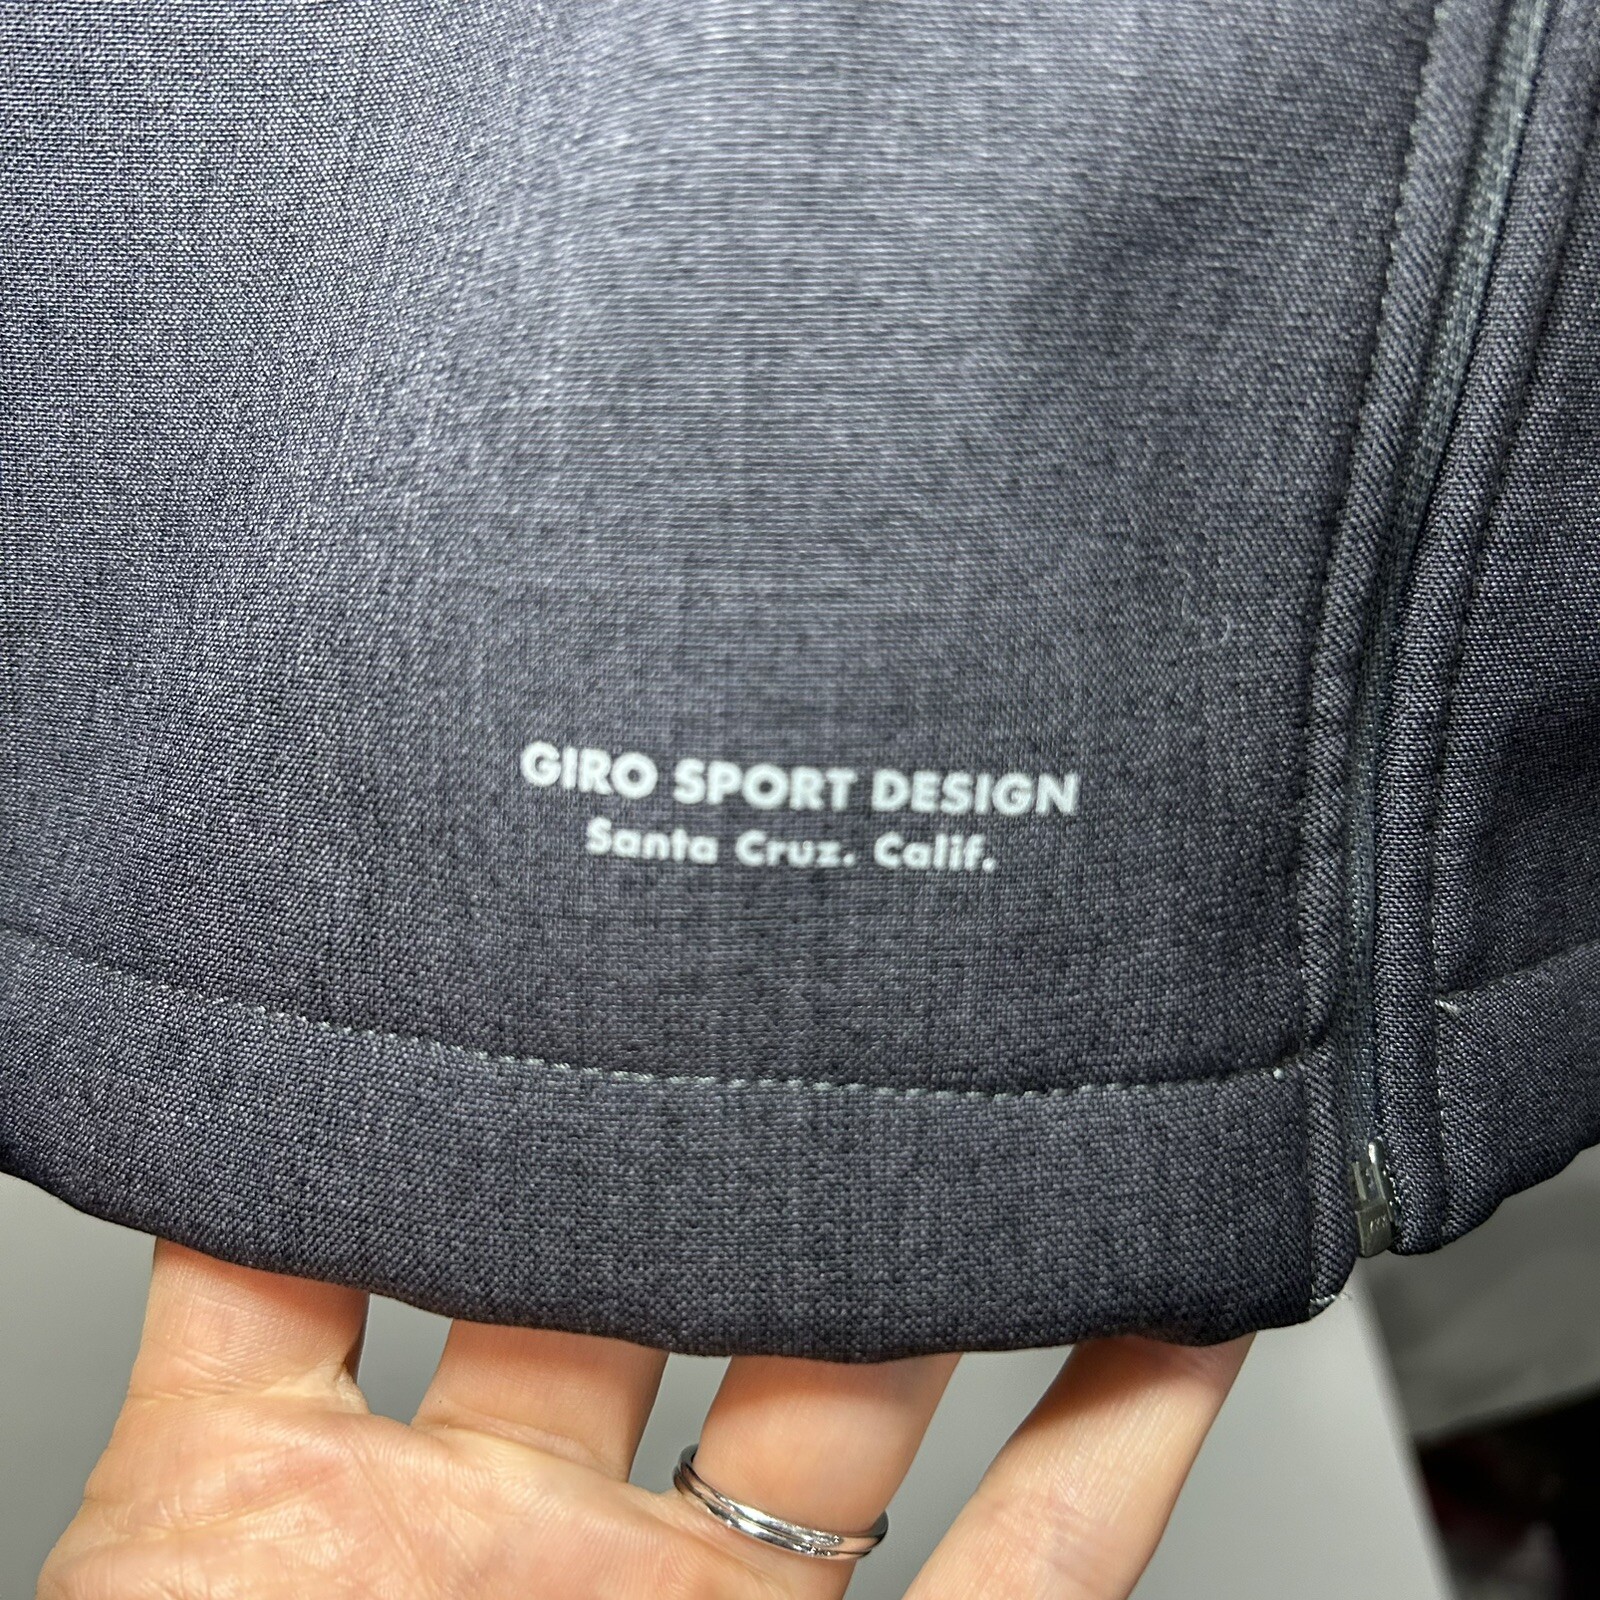 GIRO SPORT DESIGN
Santa Cruz. Calif.